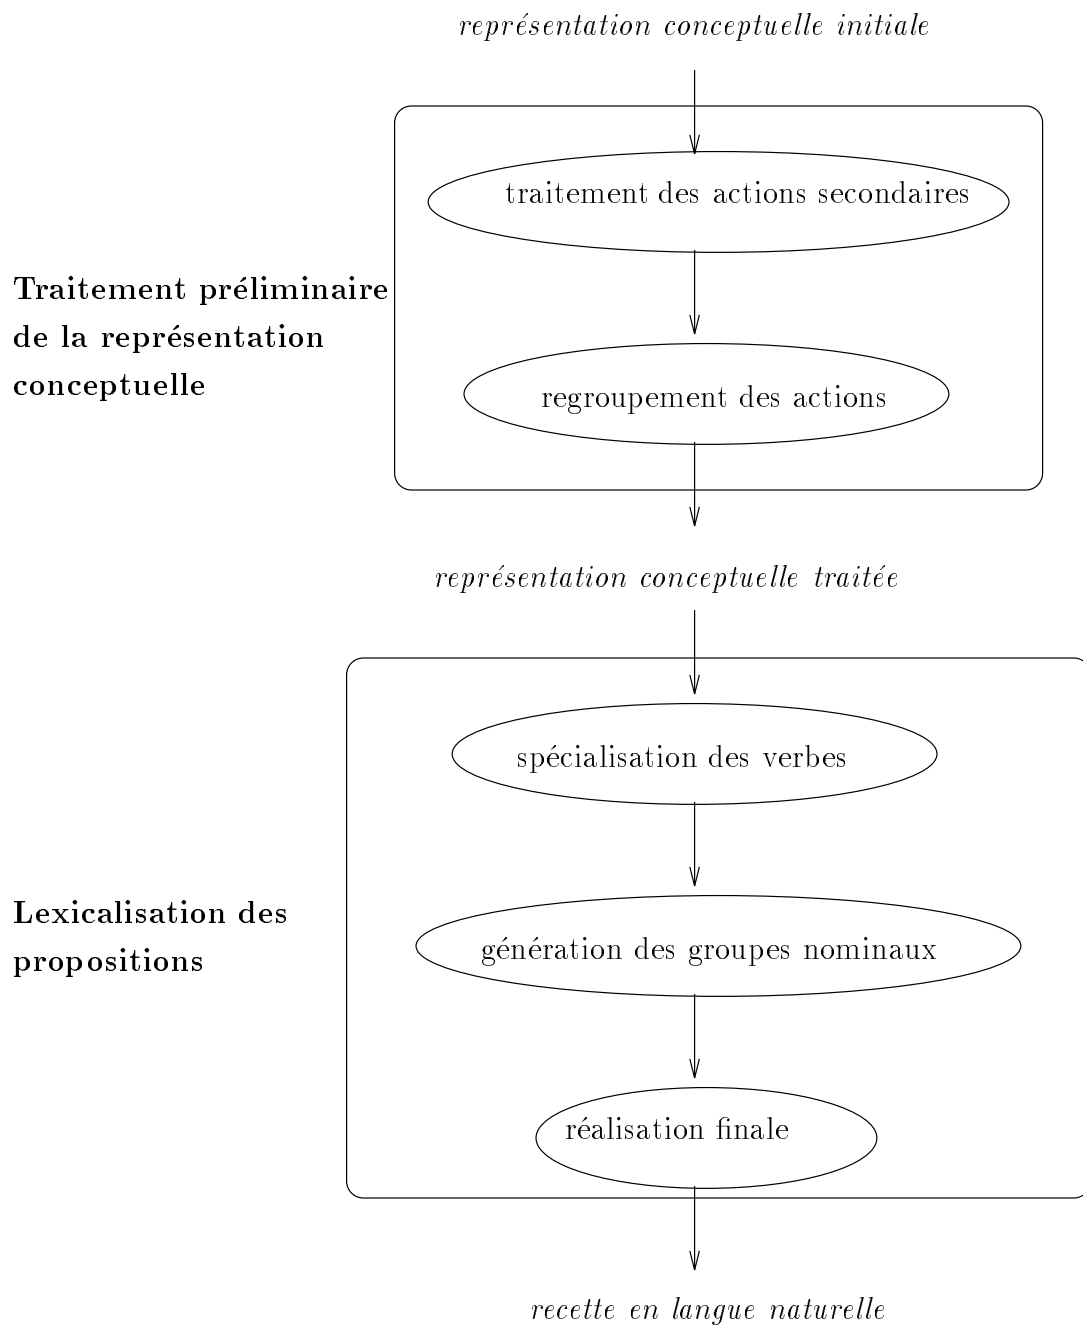 représentation conceptuelle initiale
traitement des actions secondaires
Traitement préliminaire
de la représentation
conceptuelle
regroupement des actions
représentation conceptuelle traitée
spécialisation des verbes
Lexicalisation des
propositions
génération des groupes nominaux
réalisation finale
recette en langue naturelle